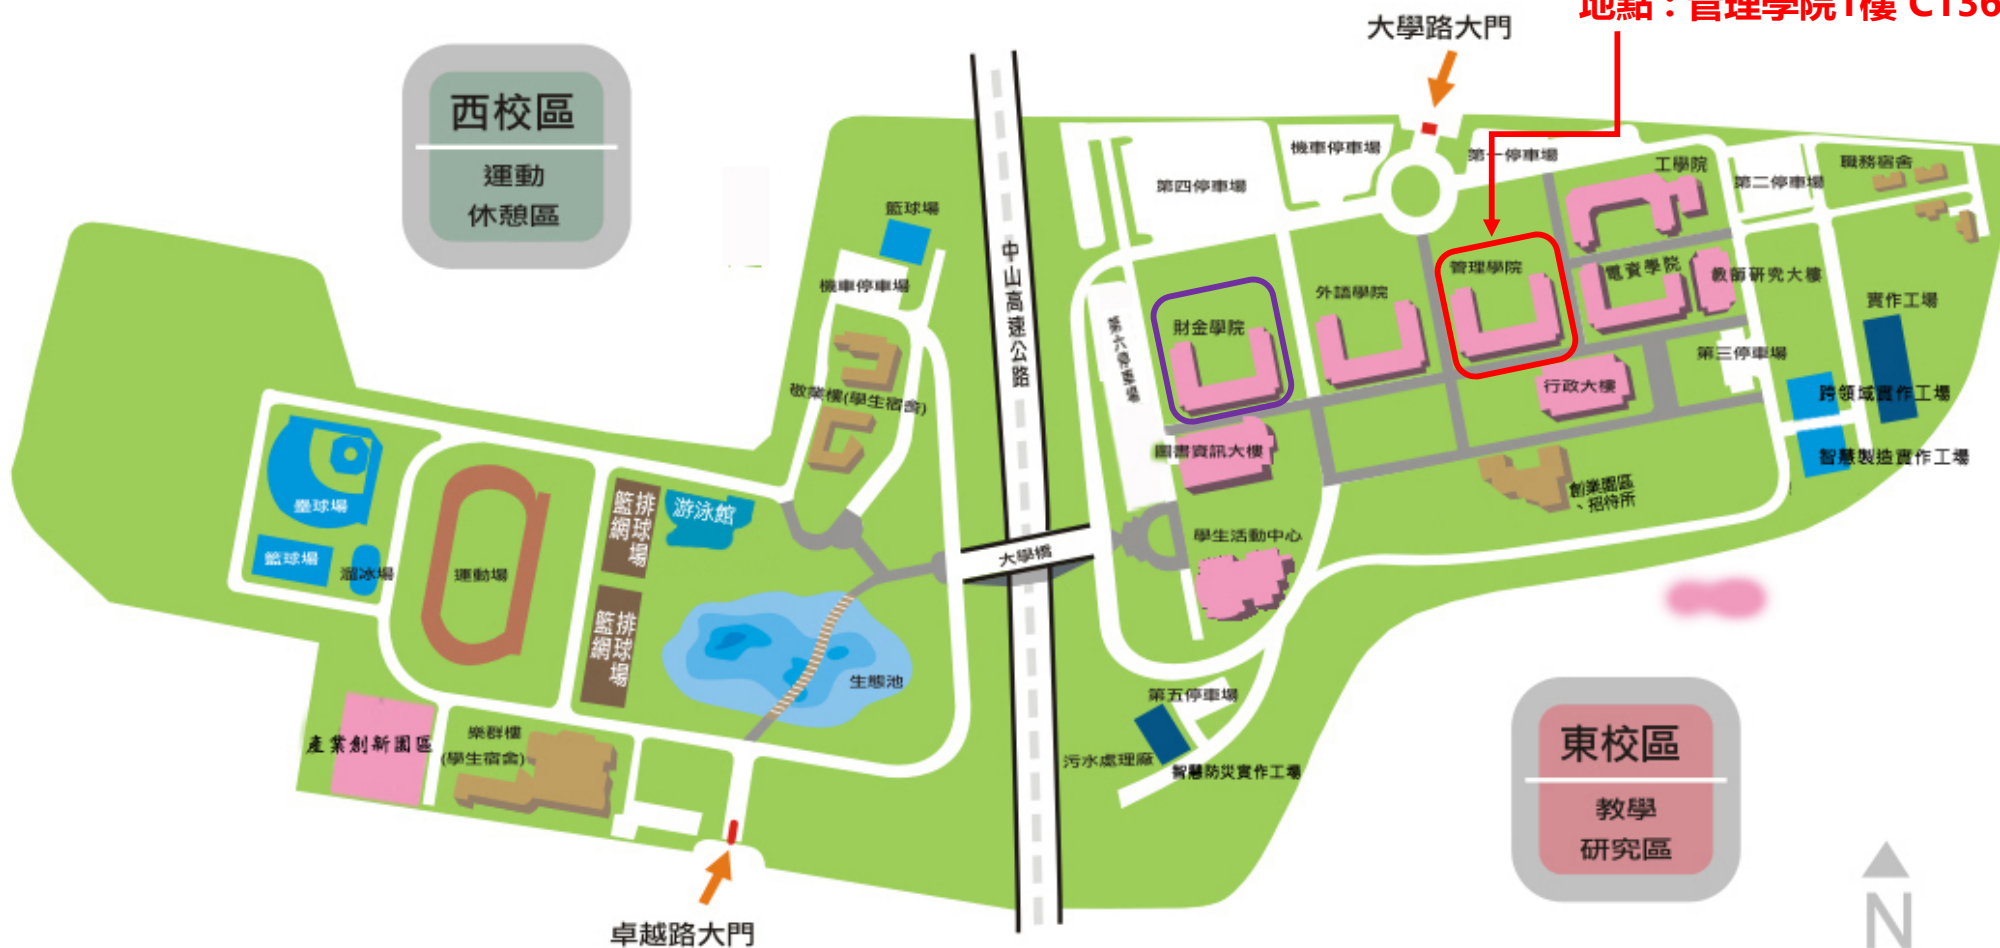 地點：管理學院1樓 C136
大學路大門
西校區
運動
休憩區
機車停車場
第一停車場
工學院
第二停車場
職務宿舍
第四停車場
籃球場
中山高速公路
管理學院
電資學院
教師研究大樓
機車停車場
外語學院
實作工場
第六停車場
財金學院
第三停車場
行政大樓
跨領域實作工場
敬業樓(學生宿舍)
圖書資訊大樓
智慧製造實作工場
創業園區
、招待所
壘球場
排球場
籃網
游泳館
學生活動中心
大學橋
籃球場
溜冰場
運動場
排球場
籃網
生態池
第五停車場
產業創新園區
樂群樓
(學生宿舍)
污水處理廠
智慧防災實作工場
東校區
教學
研究區
卓越路大門
N